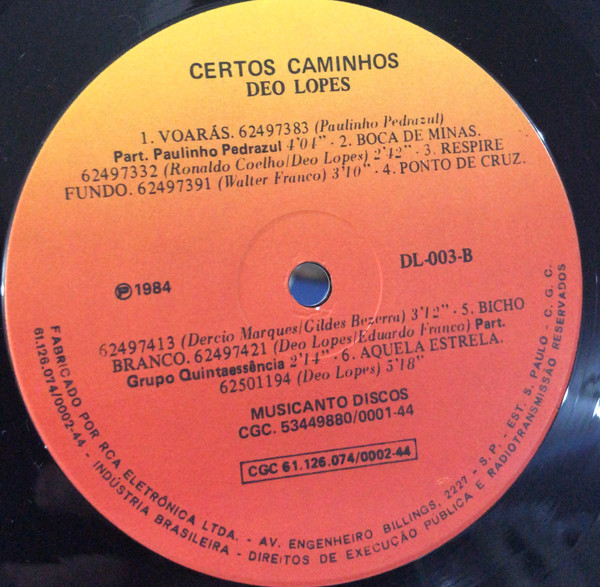 CERTOS CAMINHOS
DEO LOPES
1. VOARÁS. 62497383 (Paulinho Pedrazul)
Part. Paulinho Pedrazul 4'04" · 2. BOCA DE MINAS.
62497332 (Ronaldo Coelho/Deo Lopes) 2'42" · 3. RESPIRE
FUNDO. 62497391 (Walter Franco) 3'10" · 4. PONTO DE CRUZ.
℗ 1984
DL-003-B
62497413 (Dercio Marques/Gildes Bezerra) 3'12" · 5. BICHO
BRANCO. 62497421 (Deo Lopes/Eduardo Franco) Part.
Grupo Quintaessência 2'14" · 6. AQUELA ESTRELA.
62501194 (Deo Lopes) 5'18"
MUSICANTO DISCOS
CGC. 53449880/0001-44
CGC 61.126.074/0002-44
FABRICADO POR RCA ELETRÔNICA LTDA. - AV. ENGENHEIRO BILLINGS, 2227 - S.P. - EST. S. PAULO - C.G.C.
61.126.074/0002-44 - INDÚSTRIA BRASILEIRA - DIREITOS DE EXECUÇÃO PÚBLICA E RADIOTRANSMISSÃO RESERVADOS